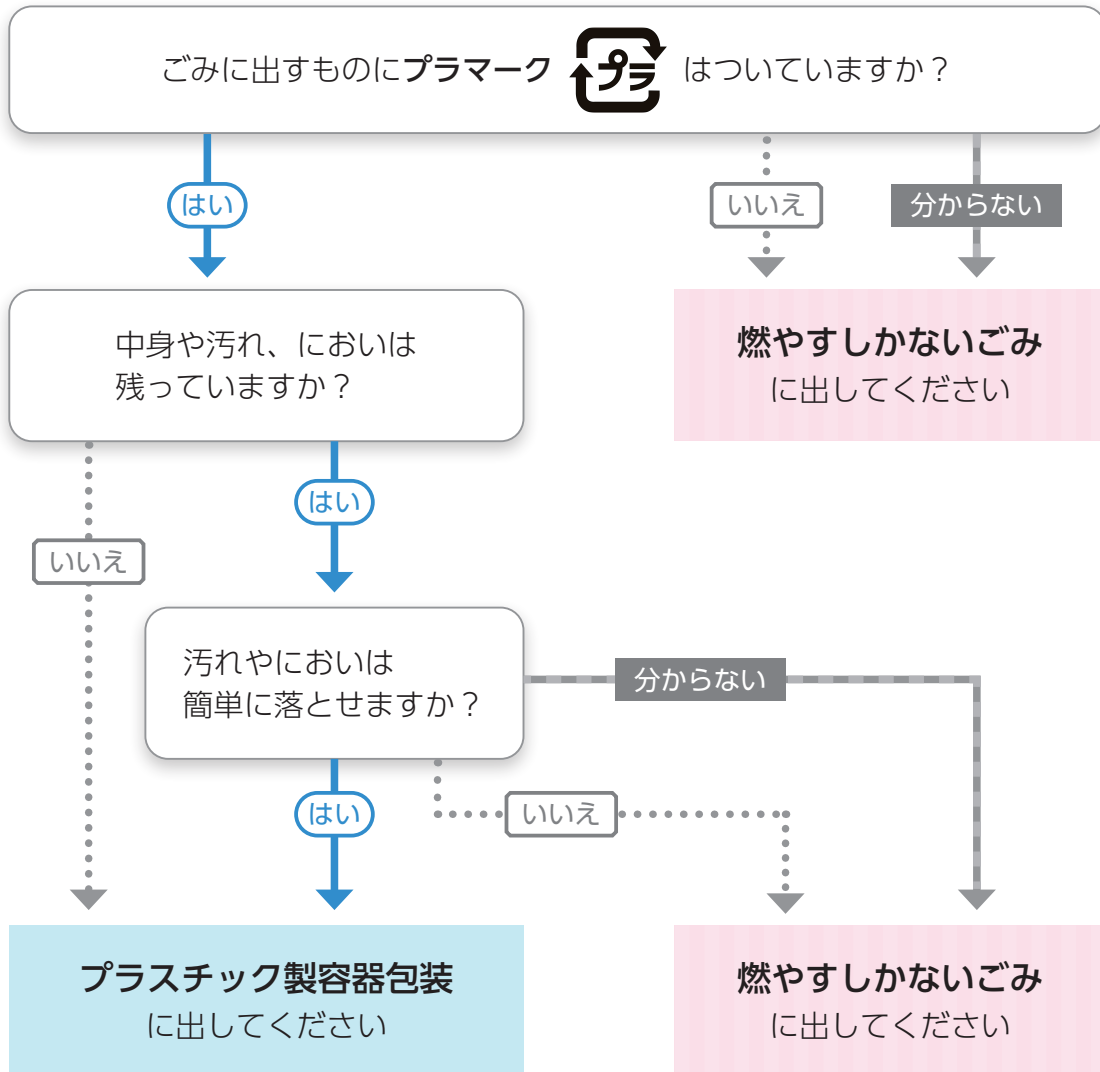 ごみに出すものにプラマーク プラ はついていますか？
はい
いいえ
分からない
中身や汚れ、においは
残っていますか？
燃やすしかないごみ
に出してください
はい
いいえ
汚れやにおいは
簡単に落とせますか？
分からない
はい
いいえ
プラスチック製容器包装
に出してください
燃やすしかないごみ
に出してください